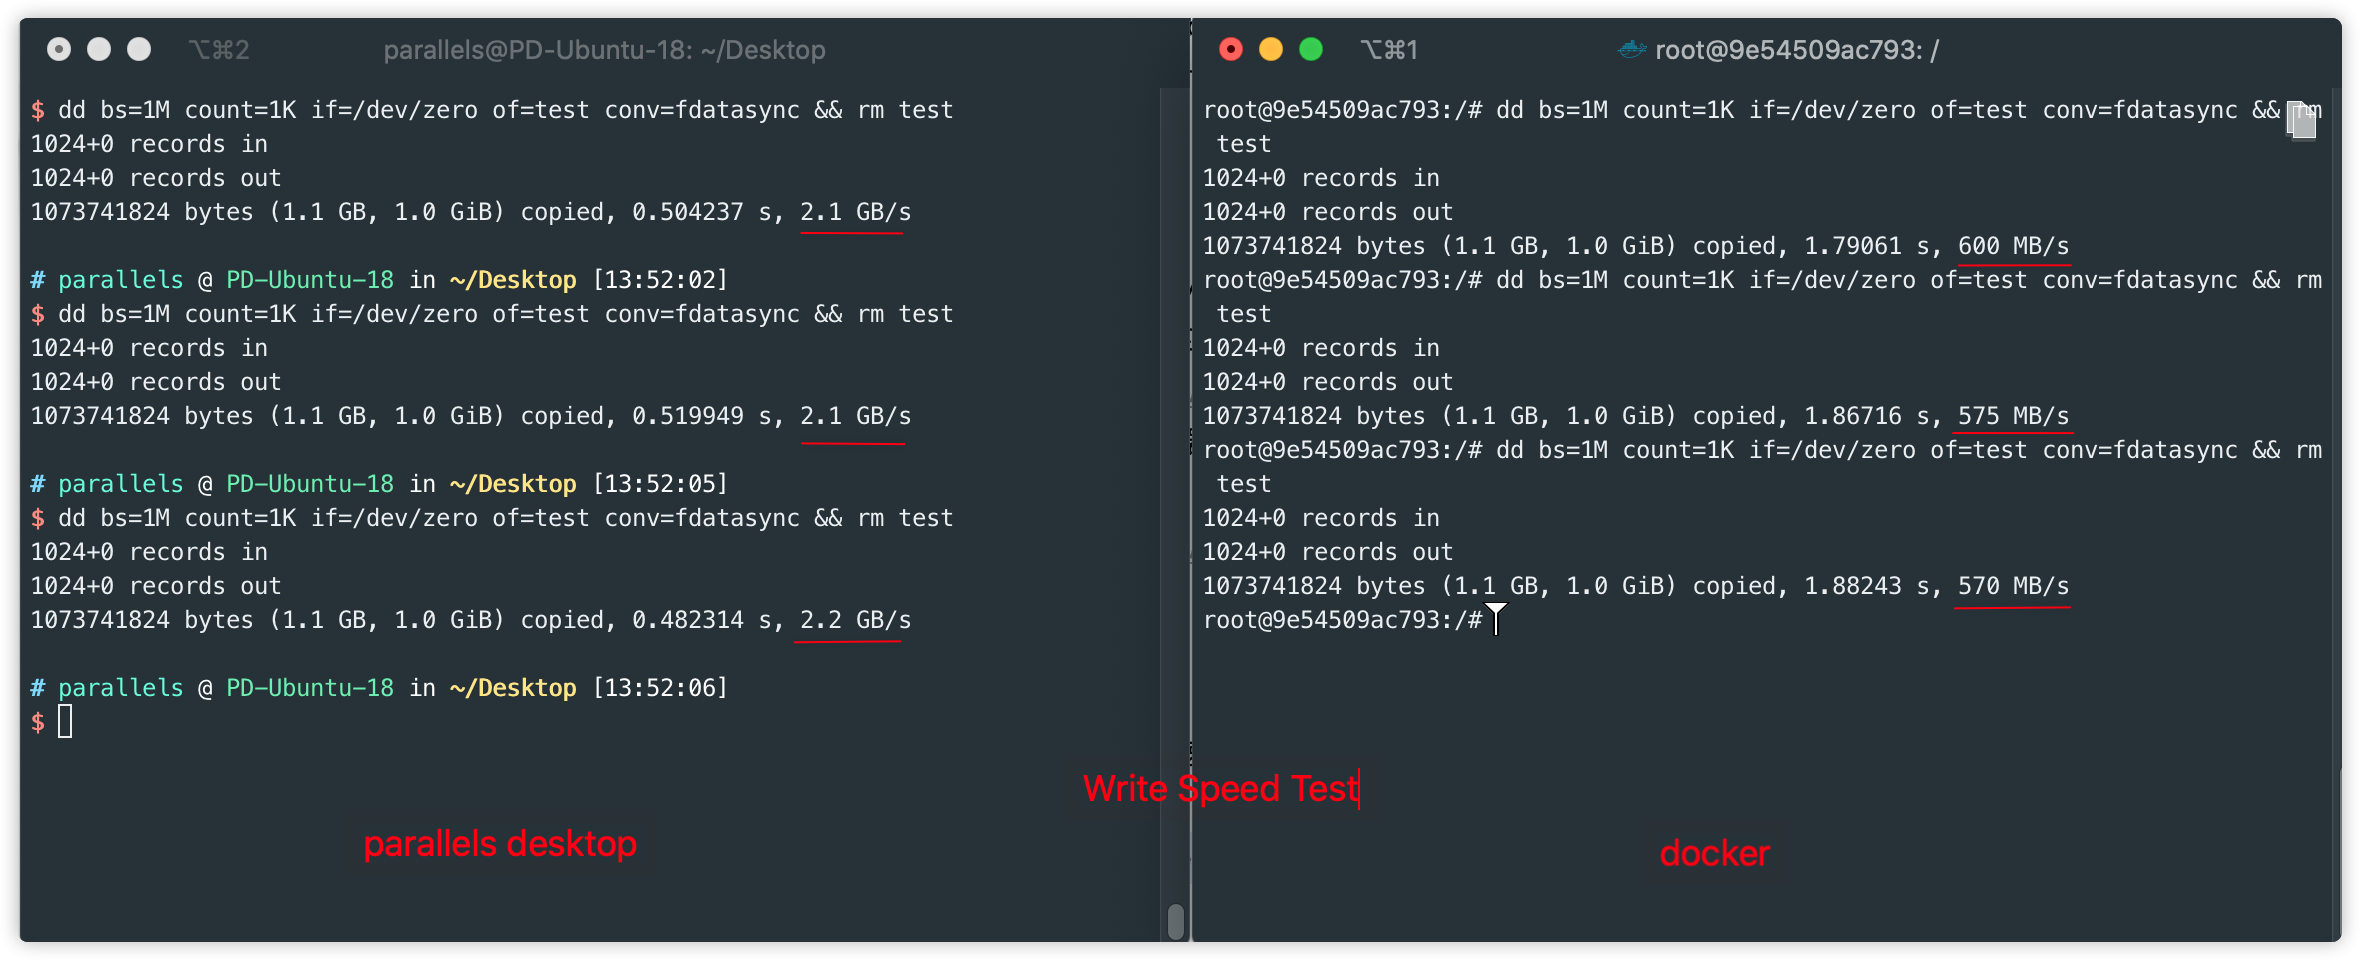 ⌥⌘2 parallels@PD-Ubuntu-18: ~/Desktop
$ dd bs=1M count=1K if=/dev/zero of=test conv=fdatasync && rm test
1024+0 records in
1024+0 records out
1073741824 bytes (1.1 GB, 1.0 GiB) copied, 0.504237 s, 2.1 GB/s
# parallels @ PD-Ubuntu-18 in ~/Desktop [13:52:02]
$ dd bs=1M count=1K if=/dev/zero of=test conv=fdatasync && rm test
1024+0 records in
1024+0 records out
1073741824 bytes (1.1 GB, 1.0 GiB) copied, 0.519949 s, 2.1 GB/s
# parallels @ PD-Ubuntu-18 in ~/Desktop [13:52:05]
$ dd bs=1M count=1K if=/dev/zero of=test conv=fdatasync && rm test
1024+0 records in
1024+0 records out
1073741824 bytes (1.1 GB, 1.0 GiB) copied, 0.482314 s, 2.2 GB/s
# parallels @ PD-Ubuntu-18 in ~/Desktop [13:52:06]
$
parallels desktop
⌥⌘1 root@9e54509ac793: /
root@9e54509ac793:/# dd bs=1M count=1K if=/dev/zero of=test conv=fdatasync && rm
test
1024+0 records in
1024+0 records out
1073741824 bytes (1.1 GB, 1.0 GiB) copied, 1.79061 s, 600 MB/s
root@9e54509ac793:/# dd bs=1M count=1K if=/dev/zero of=test conv=fdatasync && rm
test
1024+0 records in
1024+0 records out
1073741824 bytes (1.1 GB, 1.0 GiB) copied, 1.86716 s, 575 MB/s
root@9e54509ac793:/# dd bs=1M count=1K if=/dev/zero of=test conv=fdatasync && rm
test
1024+0 records in
1024+0 records out
1073741824 bytes (1.1 GB, 1.0 GiB) copied, 1.88243 s, 570 MB/s
root@9e54509ac793:/#
Write Speed Test
docker